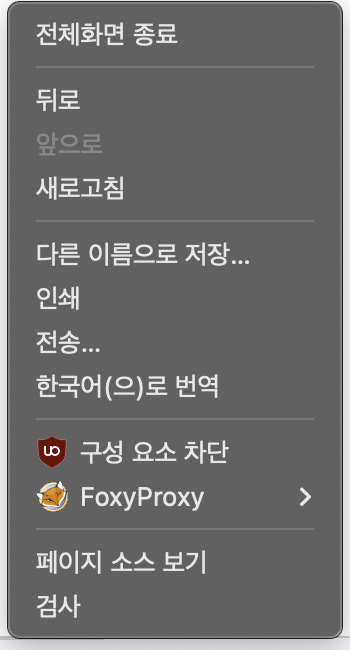 전체화면 종료
뒤로
앞으로
새로고침
다른 이름으로 저장...
인쇄
전송...
한국어(으)로 번역
구성 요소 차단
FoxyProxy
페이지 소스 보기
검사